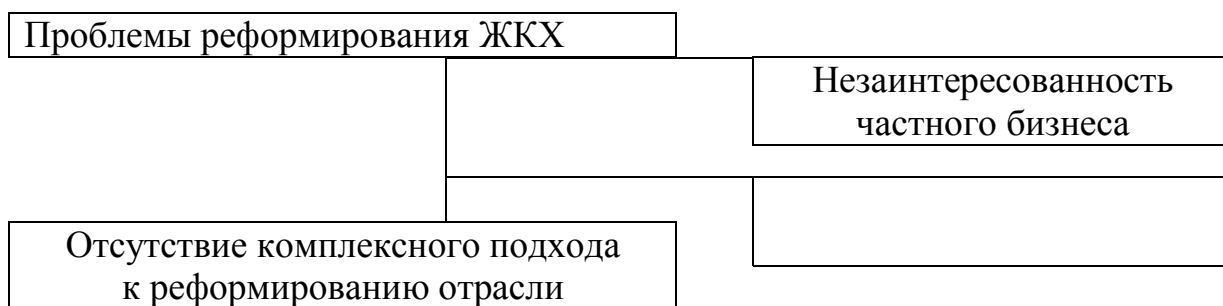 Проблемы реформирования ЖКХ
Незаинтересованность
частного бизнеса
Отсутствие комплексного подхода
к реформированию отрасли